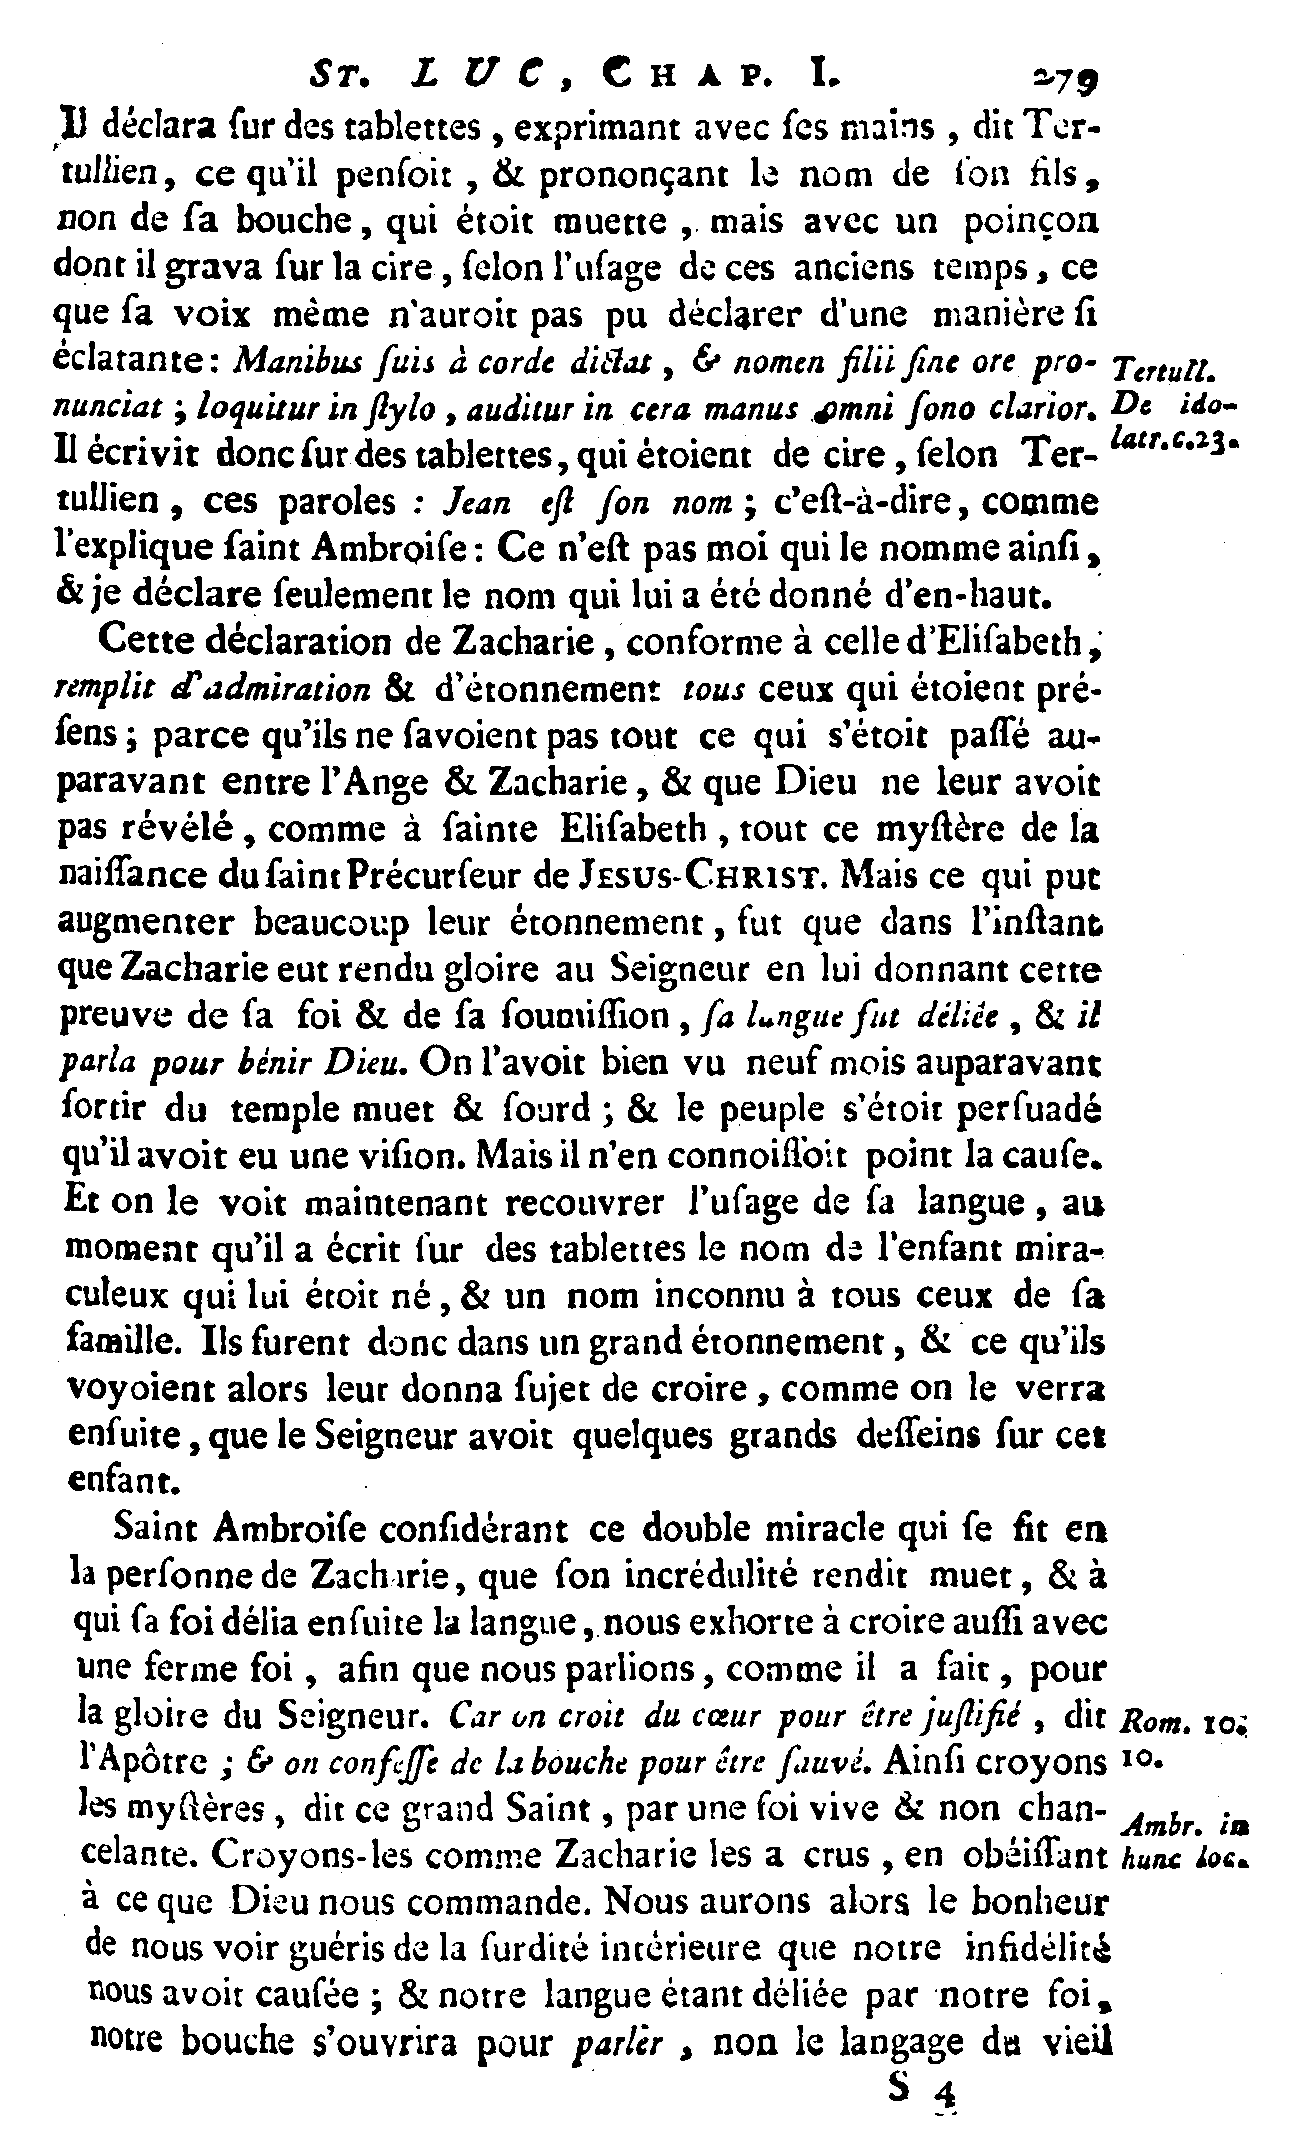 ST. LUC, CHAP. I. 279
Il déclara ſur des tablettes, exprimant avec ſes mains, dit Ter-
tullien, ce qu'il penſoit, & prononçant le nom de ſon fils,
non de ſa bouche, qui étoit muette, mais avec un poinçon
dont il grava ſur la cire, ſelon l'uſage de ces anciens temps, ce
que ſa voix même n'auroit pas pu déclarer d'une manière ſi
éclatante: Manibus ſuis à corde dictat, & nomen filii ſine ore pro-
Tertull.
nunciat; loquitur in ſtylo, auditur in cera manus omni ſono clarior.
De ido-
Il écrivit donc ſur des tablettes, qui étoient de cire, ſelon Ter-
latr. c. 23.
tullien, ces paroles : Jean eſt ſon nom; c'eſt-à-dire, comme
l'explique ſaint Ambroiſe: Ce n'eſt pas moi qui le nomme ainſi,
& je déclare ſeulement le nom qui lui a été donné d'en-haut.
Cette déclaration de Zacharie, conforme à celle d'Eliſabeth,
remplit d'admiration & d'étonnement tous ceux qui étoient pré-
ſens; parce qu'ils ne ſavoient pas tout ce qui s'étoit paſſé au-
paravant entre l'Ange & Zacharie, & que Dieu ne leur avoit
pas révélé, comme à ſainte Eliſabeth, tout ce myſtère de la
naiſſance du ſaint Précurſeur de JESUS-CHRIST. Mais ce qui put
augmenter beaucoup leur étonnement, fut que dans l'inſtant
que Zacharie eut rendu gloire au Seigneur en lui donnant cette
preuve de ſa foi & de ſa ſoumiſſion, ſa langue fut déliée, & il
parla pour bénir Dieu. On l'avoit bien vu neuf mois auparavant
ſortir du temple muet & ſourd; & le peuple s'étoit perſuadé
qu'il avoit eu une viſion. Mais il n'en connoiſſoit point la cauſe.
Et on le voit maintenant recouvrer l'uſage de ſa langue, au
moment qu'il a écrit ſur des tablettes le nom de l'enfant mira-
culeux qui lui étoit né, & un nom inconnu à tous ceux de ſa
famille. Ils furent donc dans un grand étonnement, & ce qu'ils
voyoient alors leur donna ſujet de croire, comme on le verra
enſuite, que le Seigneur avoit quelques grands deſſeins ſur cet
enfant.
Saint Ambroiſe conſidérant ce double miracle qui ſe fit en
la perſonne de Zacharie, que ſon incrédulité rendit muet, & à
qui ſa foi délia enſuite la langue, nous exhorte à croire auſſi avec
une ferme foi, afin que nous parlions, comme il a fait, pour
la gloire du Seigneur. Car on croit du cœur pour être juſtifié, dit
Rom. 10.
l'Apôtre; & on confeſſe de la bouche pour être ſauvé. Ainſi croyons
10.
les myſtères, dit ce grand Saint, par une foi vive & non chan-
Ambr. in
celante. Croyons-les comme Zacharie les a crus, en obéiſſant
hunc loc.
à ce que Dieu nous commande. Nous aurons alors le bonheur
de nous voir guéris de la ſurdité intérieure que notre infidélité
nous avoit cauſée; & notre langue étant déliée par notre foi,
notre bouche s'ouvrira pour parler, non le langage du vieil
S 4